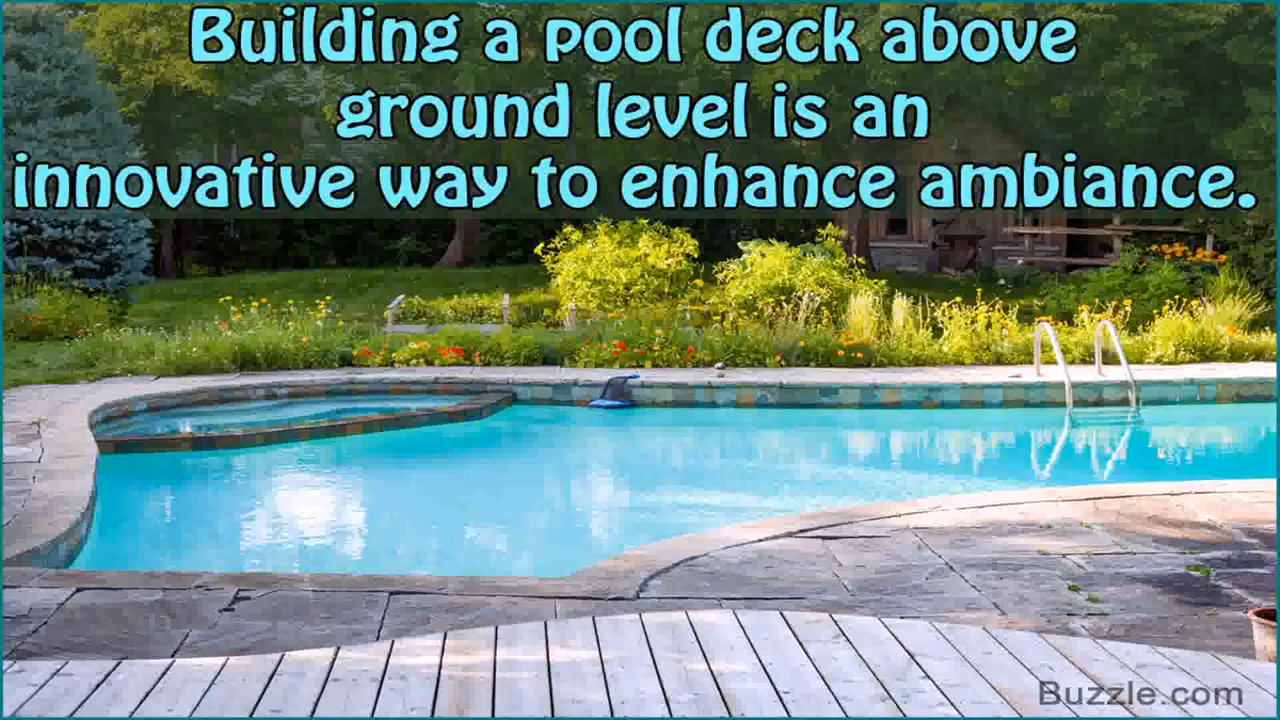 Building a pool deck above
ground level is an
innovative way to enhance ambiance.
Buzzle.com